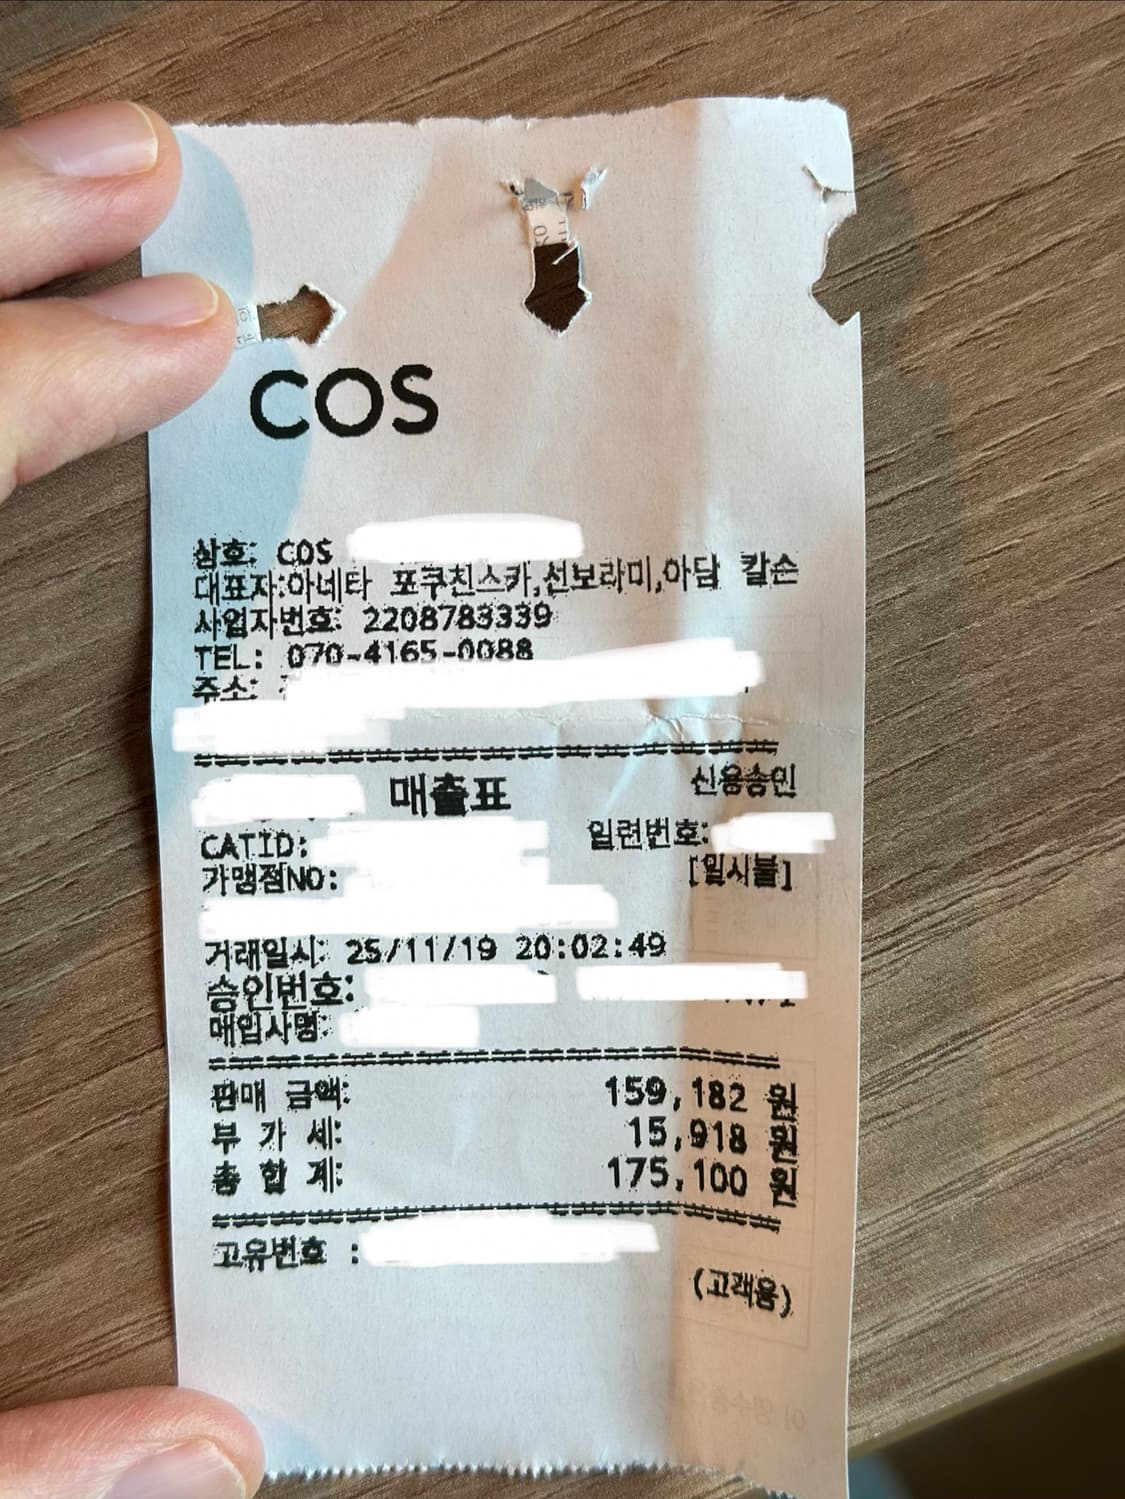 COS
상호: COS
대표자:아네타 포쿠친스카,선보라미,아담 칼손
사업자번호: 2208783339
TEL: 070-4165-0088
주소:
매출표 신용승인
CATID: 일련번호:
가맹점NO: [일시불]
거래일시: 25/11/19 20:02:49
승인번호:
매입사명:
판매 금액: 159,182 원
부 가 세: 15,918 원
총 합 계: 175,100 원
고유번호 :
(고객용)